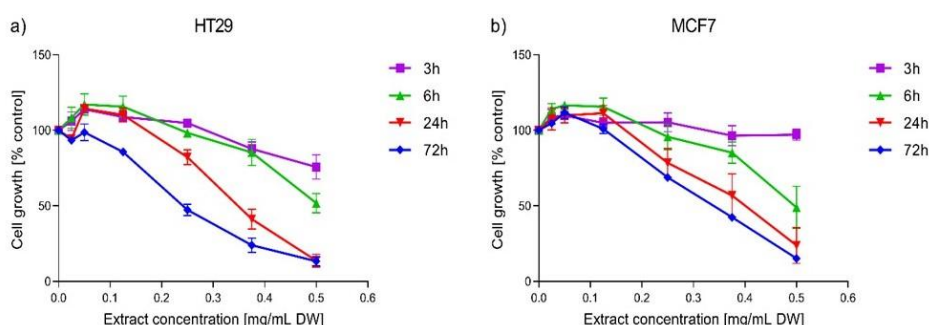 a) HT29
150
100
50
0
0.0 0.1 0.2 0.3 0.4 0.5 0.6
Cell growth [% control]
Extract concentration [mg/mL DW]
3h
6h
24h
72h
b) MCF7
150
100
50
0
0.0 0.1 0.2 0.3 0.4 0.5 0.6
Cell growth [% control]
Extract concentration [mg/mL DW]
3h
6h
24h
72h